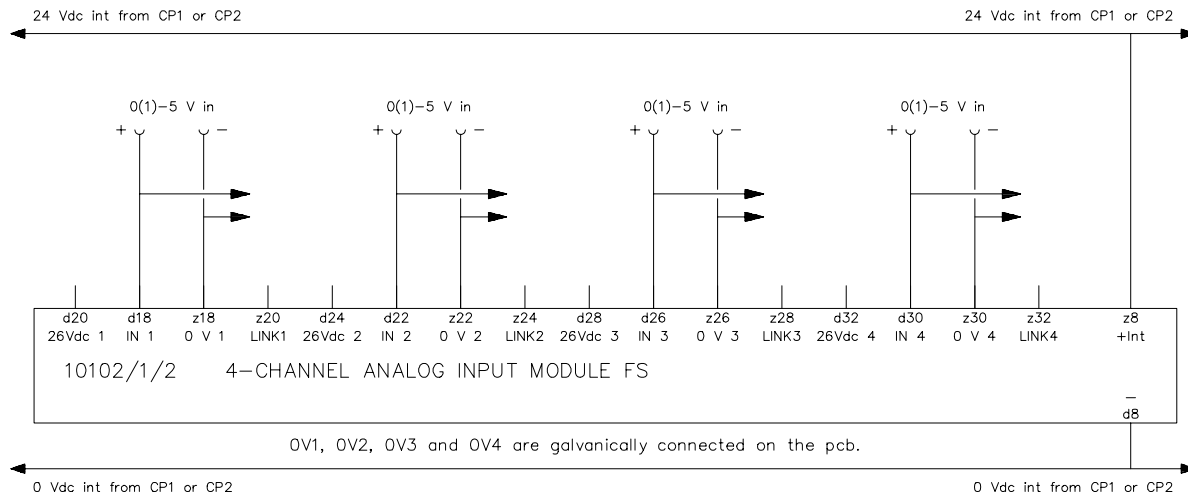 24 Vdc int from CP1 or CP2 24 Vdc int from CP1 or CP2
0(1)-5 V in 0(1)-5 V in 0(1)-5 V in 0(1)-5 V in
+ - + - + - + -
d20 d18 z18 z20 d24 d22 z22 z24 d28 d26 z26 z28 d32 d30 z30 z32 z8
26Vdc 1 IN 1 0 V 1 LINK1 26Vdc 2 IN 2 0 V 2 LINK2 26Vdc 3 IN 3 0 V 3 LINK3 26Vdc 4 IN 4 0 V 4 LINK4 +Int
10102/1/2 4-CHANNEL ANALOG INPUT MODULE FS
-
d8
0V1, 0V2, 0V3 and 0V4 are galvanically connected on the pcb.
0 Vdc int from CP1 or CP2 0 Vdc int from CP1 or CP2